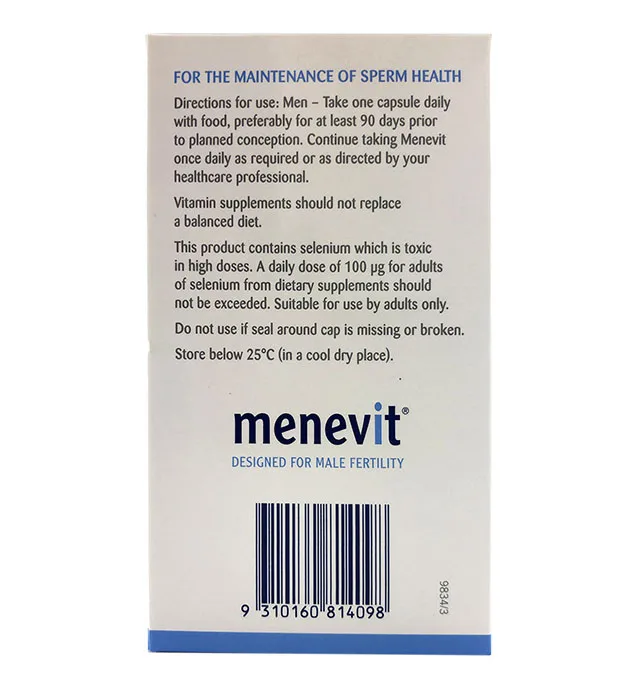 FOR THE MAINTENANCE OF SPERM HEALTH
Directions for use: Men – Take one capsule daily
with food, preferably for at least 90 days prior
to planned conception. Continue taking Menevit
once daily as required or as directed by your
healthcare professional.
Vitamin supplements should not replace
a balanced diet.
This product contains selenium which is toxic
in high doses. A daily dose of 100 µg for adults
of selenium from dietary supplements should
not be exceeded. Suitable for use by adults only.
Do not use if seal around cap is missing or broken.
Store below 25°C (in a cool dry place).
menevit®
DESIGNED FOR MALE FERTILITY
9 310160 814098
9834/3